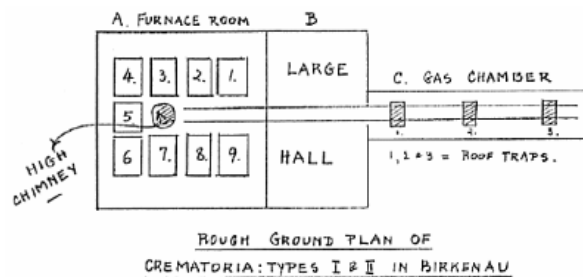 A. FURNACE ROOM
B
4. 3. 2. 1.
LARGE
C. GAS CHAMBER
5.
1. 2. 3.
6 7. 8. 9.
HALL
1, 2 & 3 = ROOF TRAPS.
HIGH
CHIMNEY
ROUGH GROUND PLAN OF
CREMATORIA: TYPES I & II IN BIRKENAU